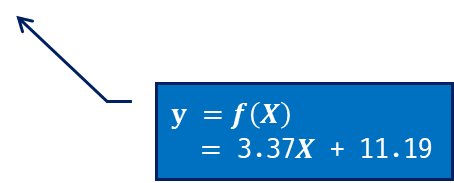 y = f(X)
= 3.37X + 11.19